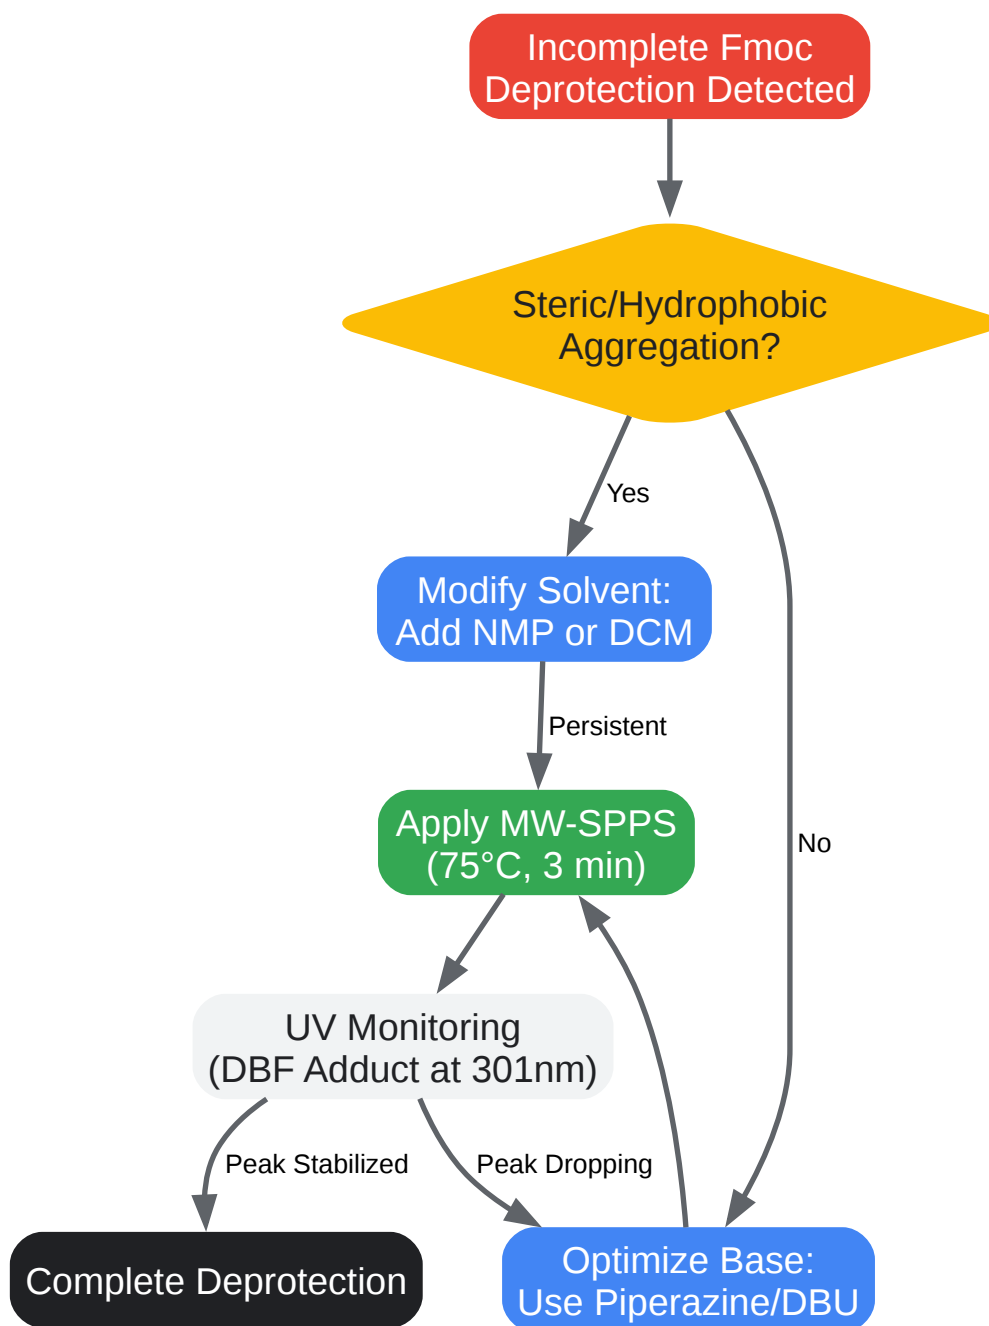 Incomplete Fmoc
Deprotection Detected
Steric/Hydrophobic
Aggregation?
Yes
Modify Solvent:
Add NMP or DCM
Persistent
Apply MW-SPPS
(75°C, 3 min)
No
UV Monitoring
(DBF Adduct at 301nm)
Peak Stabilized
Peak Dropping
Complete Deprotection
Optimize Base:
Use Piperazine/DBU